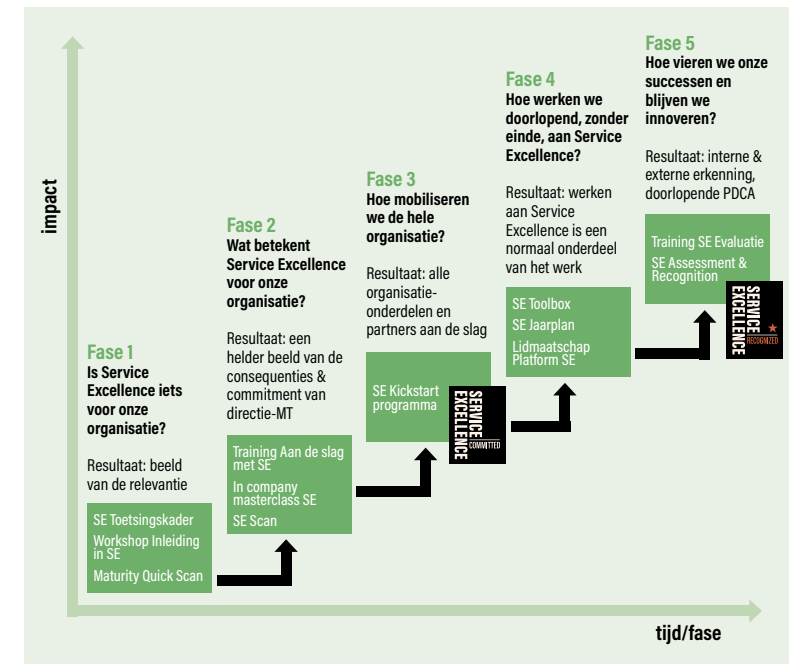 impact
Fase 1
Is Service
Excellence iets
voor onze
organisatie?
Resultaat: beeld
van de relevantie
SE Toetsingskader
Workshop Inleiding
in SE
Maturity Quick Scan
Fase 2
Wat betekent
Service Excellence
voor onze
organisatie?
Resultaat: een
helder beeld van de
consequenties &
commitment van
directie-MT
Training Aan de slag
met SE
In company
masterclass SE
SE Scan
Fase 3
Hoe mobiliseren
we de hele
organisatie?
Resultaat: alle
organisatie-
onderdelen en
partners aan de slag
SE Kickstart
programma
SERVICE
EXCELLENCE
COMMITTED
Fase 4
Hoe werken we
doorlopend, zonder
einde, aan Service
Excellence?
Resultaat: werken
aan Service
Excellence is een
normaal onderdeel
van het werk
SE Toolbox
SE Jaarplan
Lidmaatschap
Platform SE
Fase 5
Hoe vieren we onze
successen en
blijven we
innoveren?
Resultaat: interne &
externe erkenning,
doorlopende PDCA
Training SE Evaluatie
SE Assessment &
Recognition
SERVICE
EXCELLENCE
RECOGNIZED
tijd/fase